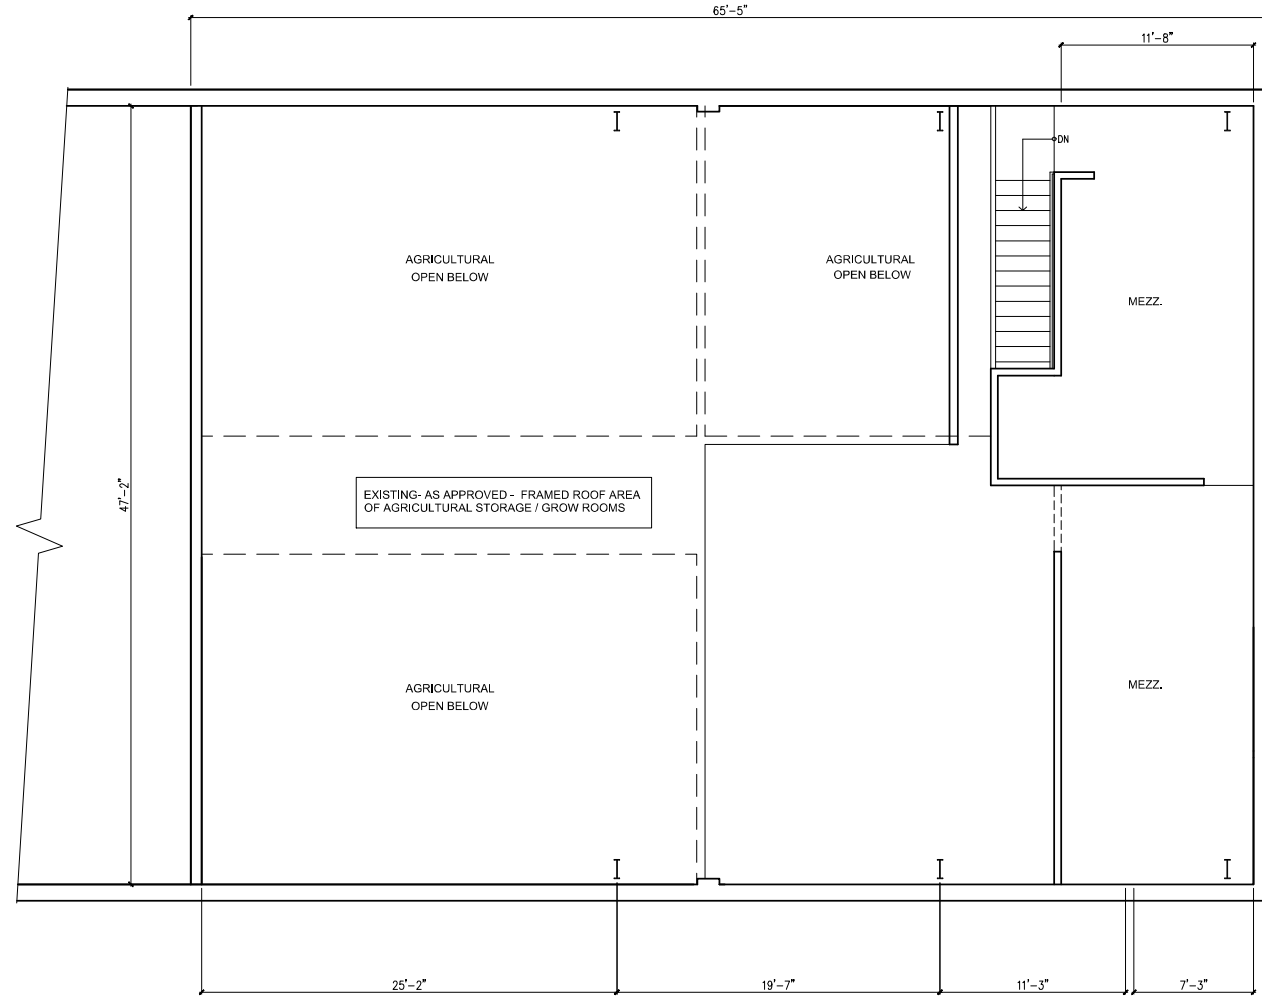 65'-5"
11'-8"
DN
AGRICULTURAL
OPEN BELOW
AGRICULTURAL
OPEN BELOW
MEZZ.
47'-2"
EXISTING- AS APPROVED - FRAMED ROOF AREA
OF AGRICULTURAL STORAGE / GROW ROOMS
AGRICULTURAL
OPEN BELOW
MEZZ.
25'-2"
19'-7"
11'-3"
7'-3"